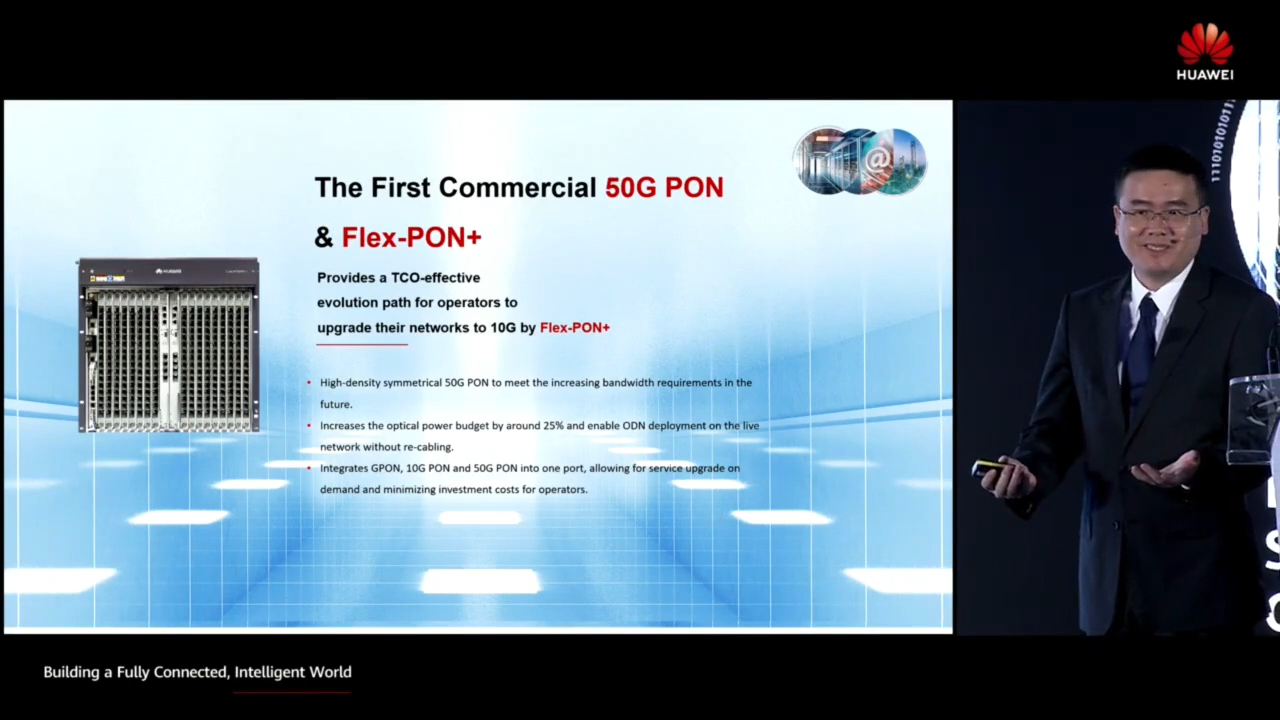 HUAWEI
The First Commercial 50G PON
& Flex-PON+
Provides a TCO-effective
evolution path for operators to
upgrade their networks to 10G by Flex-PON+
• High-density symmetrical 50G PON to meet the increasing bandwidth requirements in the
future.
• Increases the optical power budget by around 25% and enable ODN deployment on the live
network without re-cabling.
• Integrates GPON, 10G PON and 50G PON into one port, allowing for service upgrade on
demand and minimizing investment costs for operators.
@
HUAWEI
Building a Fully Connected, Intelligent World